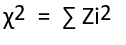 χ² = ∑ Zi²